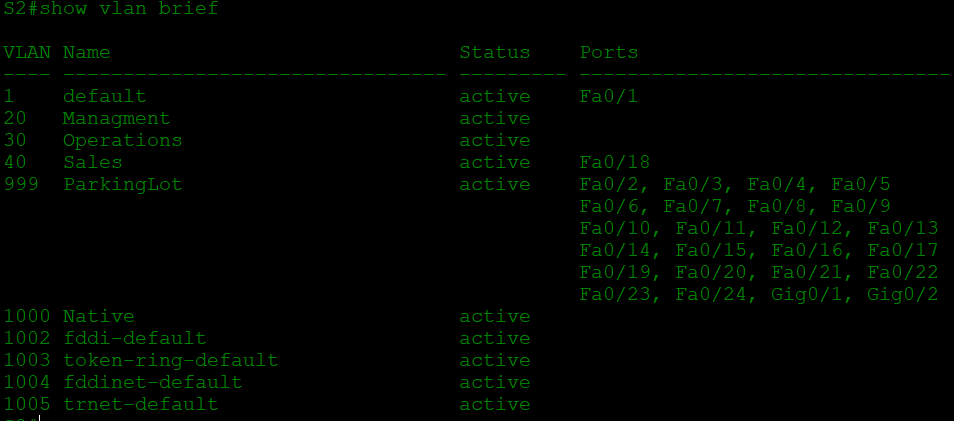 S2#show vlan brief
VLAN Name                             Status    Ports
---- -------------------------------- --------- -------------------------------
1    default                          active    Fa0/1
20   Managment                        active
30   Operations                       active
40   Sales                            active    Fa0/18
999  ParkingLot                       active    Fa0/2, Fa0/3, Fa0/4, Fa0/5
                                                Fa0/6, Fa0/7, Fa0/8, Fa0/9
                                                Fa0/10, Fa0/11, Fa0/12, Fa0/13
                                                Fa0/14, Fa0/15, Fa0/16, Fa0/17
                                                Fa0/19, Fa0/20, Fa0/21, Fa0/22
                                                Fa0/23, Fa0/24, Gig0/1, Gig0/2
1000 Native                           active
1002 fddi-default                     active
1003 token-ring-default               active
1004 fddinet-default                  active
1005 trnet-default                    active